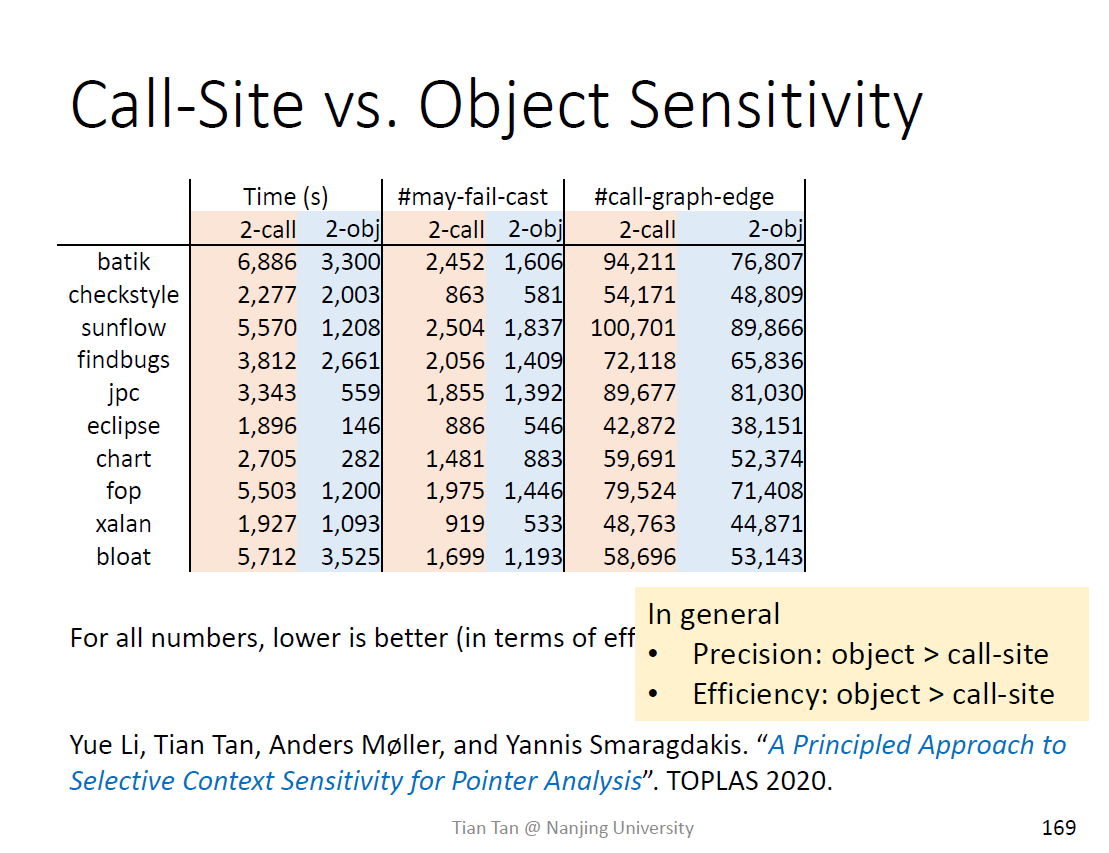 Call-Site vs. Object Sensitivity
Time (s) #may-fail-cast #call-graph-edge
2-call 2-obj 2-call 2-obj 2-call 2-obj
batik 6,886 3,300 2,452 1,606 94,211 76,807
checkstyle 2,277 2,003 863 581 54,171 48,809
sunflow 5,570 1,208 2,504 1,837 100,701 89,866
findbugs 3,812 2,661 2,056 1,409 72,118 65,836
jpc 3,343 559 1,855 1,392 89,677 81,030
eclipse 1,896 146 886 546 42,872 38,151
chart 2,705 282 1,481 883 59,691 52,374
fop 5,503 1,200 1,975 1,446 79,524 71,408
xalan 1,927 1,093 919 533 48,763 44,871
bloat 5,712 3,525 1,699 1,193 58,696 53,143
For all numbers, lower is better (in terms of eff
In general
• Precision: object > call-site
• Efficiency: object > call-site
Yue Li, Tian Tan, Anders Møller, and Yannis Smaragdakis. “A Principled Approach to
Selective Context Sensitivity for Pointer Analysis”. TOPLAS 2020.
Tian Tan @ Nanjing University
169